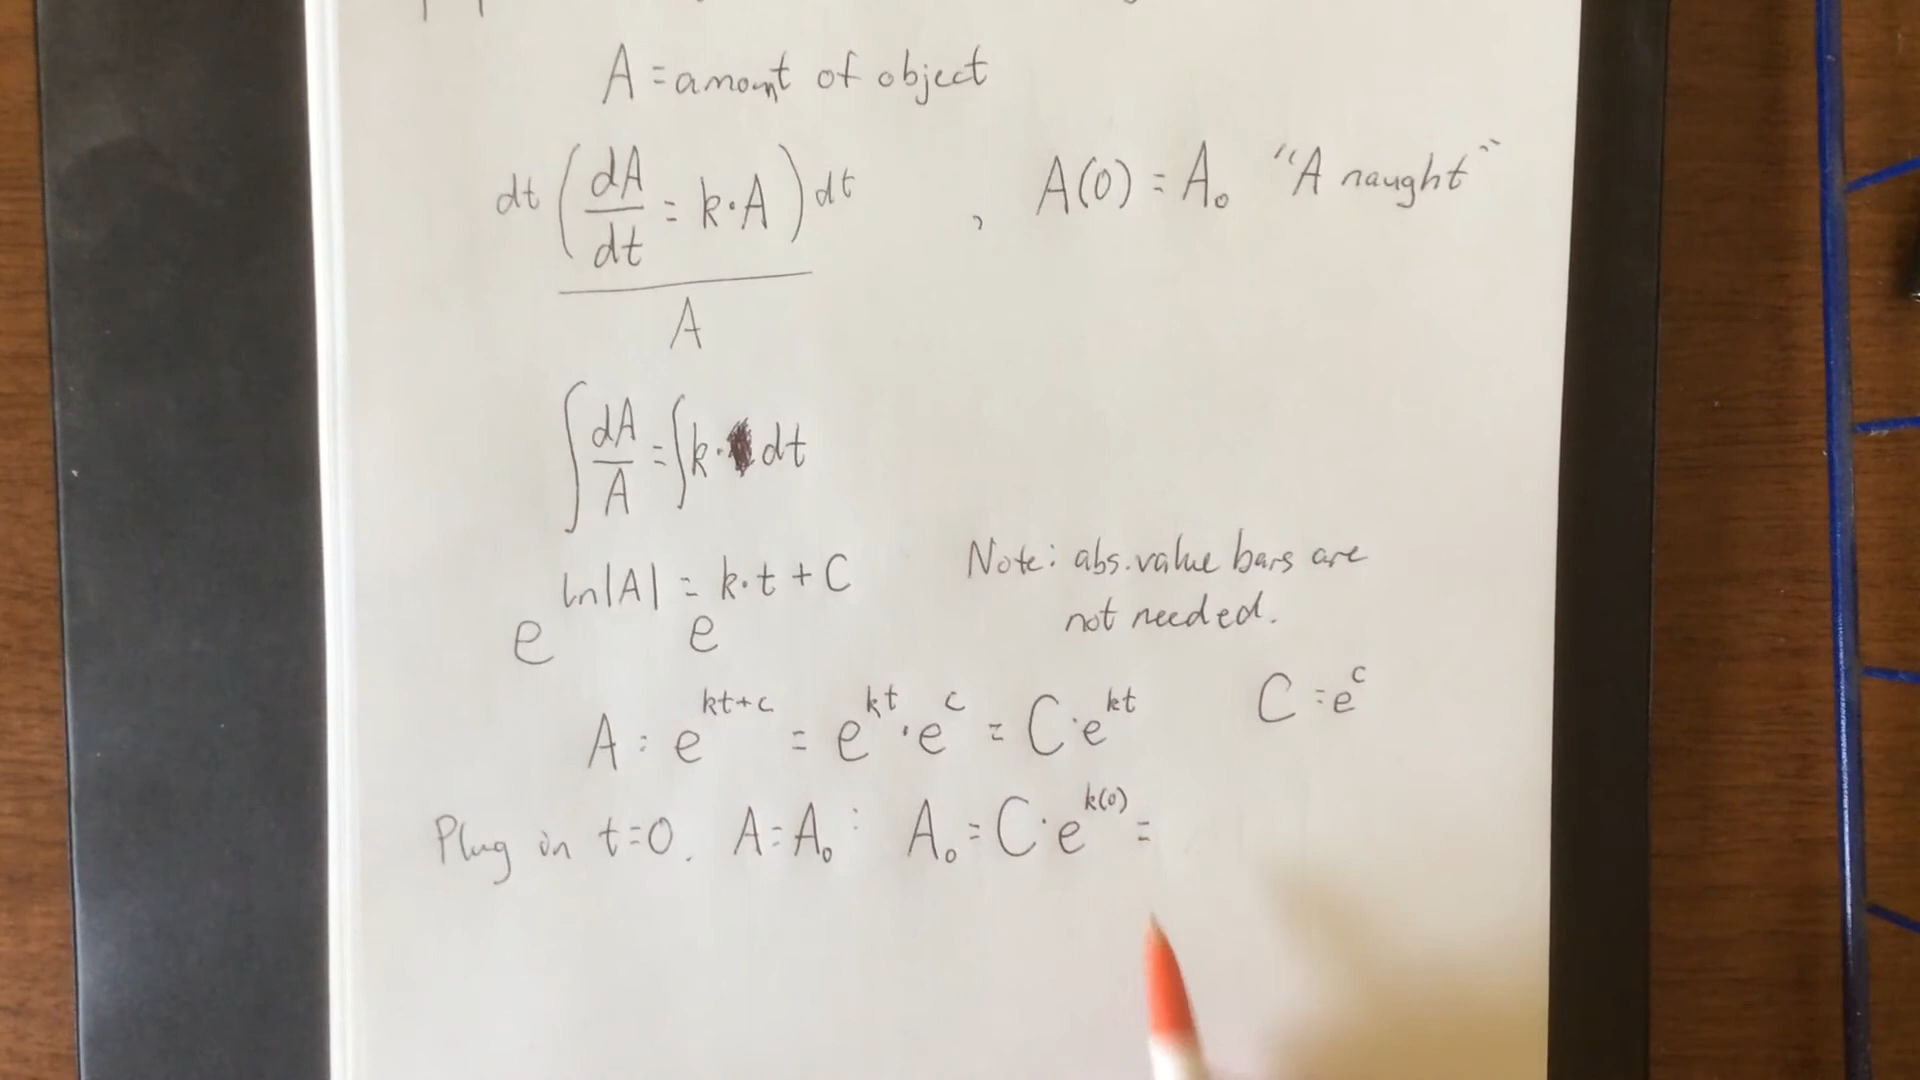 A = amount of object
dt ( dA/dt = k·A ) dt , A(0) = A₀ "A naught"
A
∫ dA/A = ∫ k· dt
e^(ln|A|) = e^(k·t + C)
Note: abs. value bars are
not needed.
A = e^(kt+c) = e^(kt) · e^c = C·e^(kt) C = e^c
Plug in t=0. A=A₀: A₀ = C·e^(k(0)) =